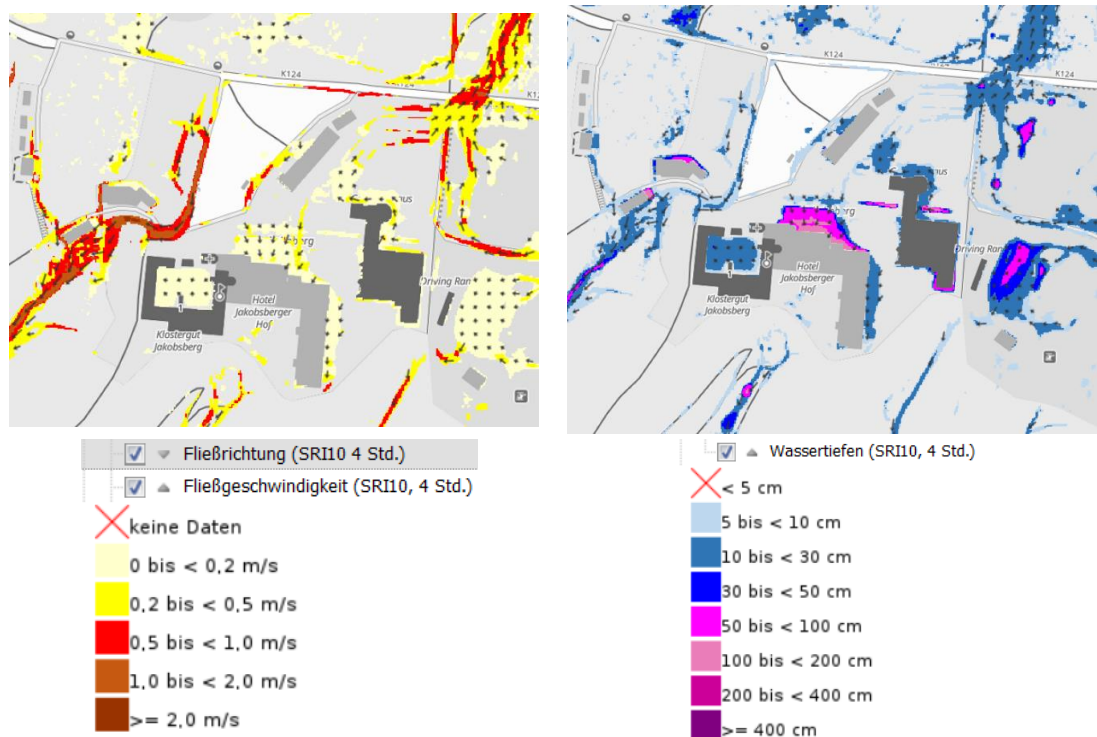 K124
K124
nus
berg
Driving Ran
Hotel
Jakobsberger
Hof
Klostergut
Jakobsberg
K124
K124
nus
berg
Driving Ran
Hotel
Jakobsberger
Hof
Klostergut
Jakobsberg
Fließrichtung (SRI10 4 Std.)
Fließgeschwindigkeit (SRI10, 4 Std.)
keine Daten
0 bis < 0,2 m/s
0,2 bis < 0,5 m/s
0,5 bis < 1,0 m/s
1,0 bis < 2,0 m/s
>= 2,0 m/s
Wassertiefen (SRI10, 4 Std.)
< 5 cm
5 bis < 10 cm
10 bis < 30 cm
30 bis < 50 cm
50 bis < 100 cm
100 bis < 200 cm
200 bis < 400 cm
>= 400 cm